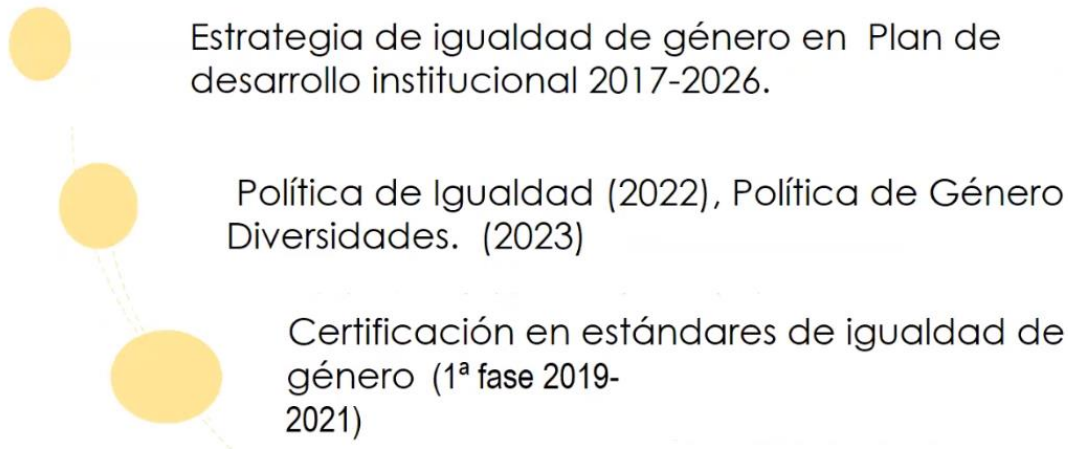 Estrategia de igualdad de género en Plan de
desarrollo institucional 2017-2026.
Política de Igualdad (2022), Política de Género
Diversidades. (2023)
Certificación en estándares de igualdad de
género (1ª fase 2019-
2021)